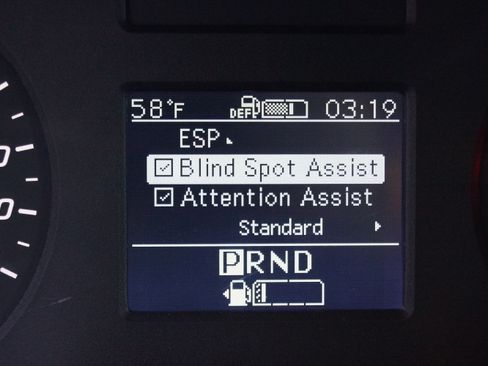 58°F DEF 03:19
ESP
Blind Spot Assist
Attention Assist
Standard
PRND